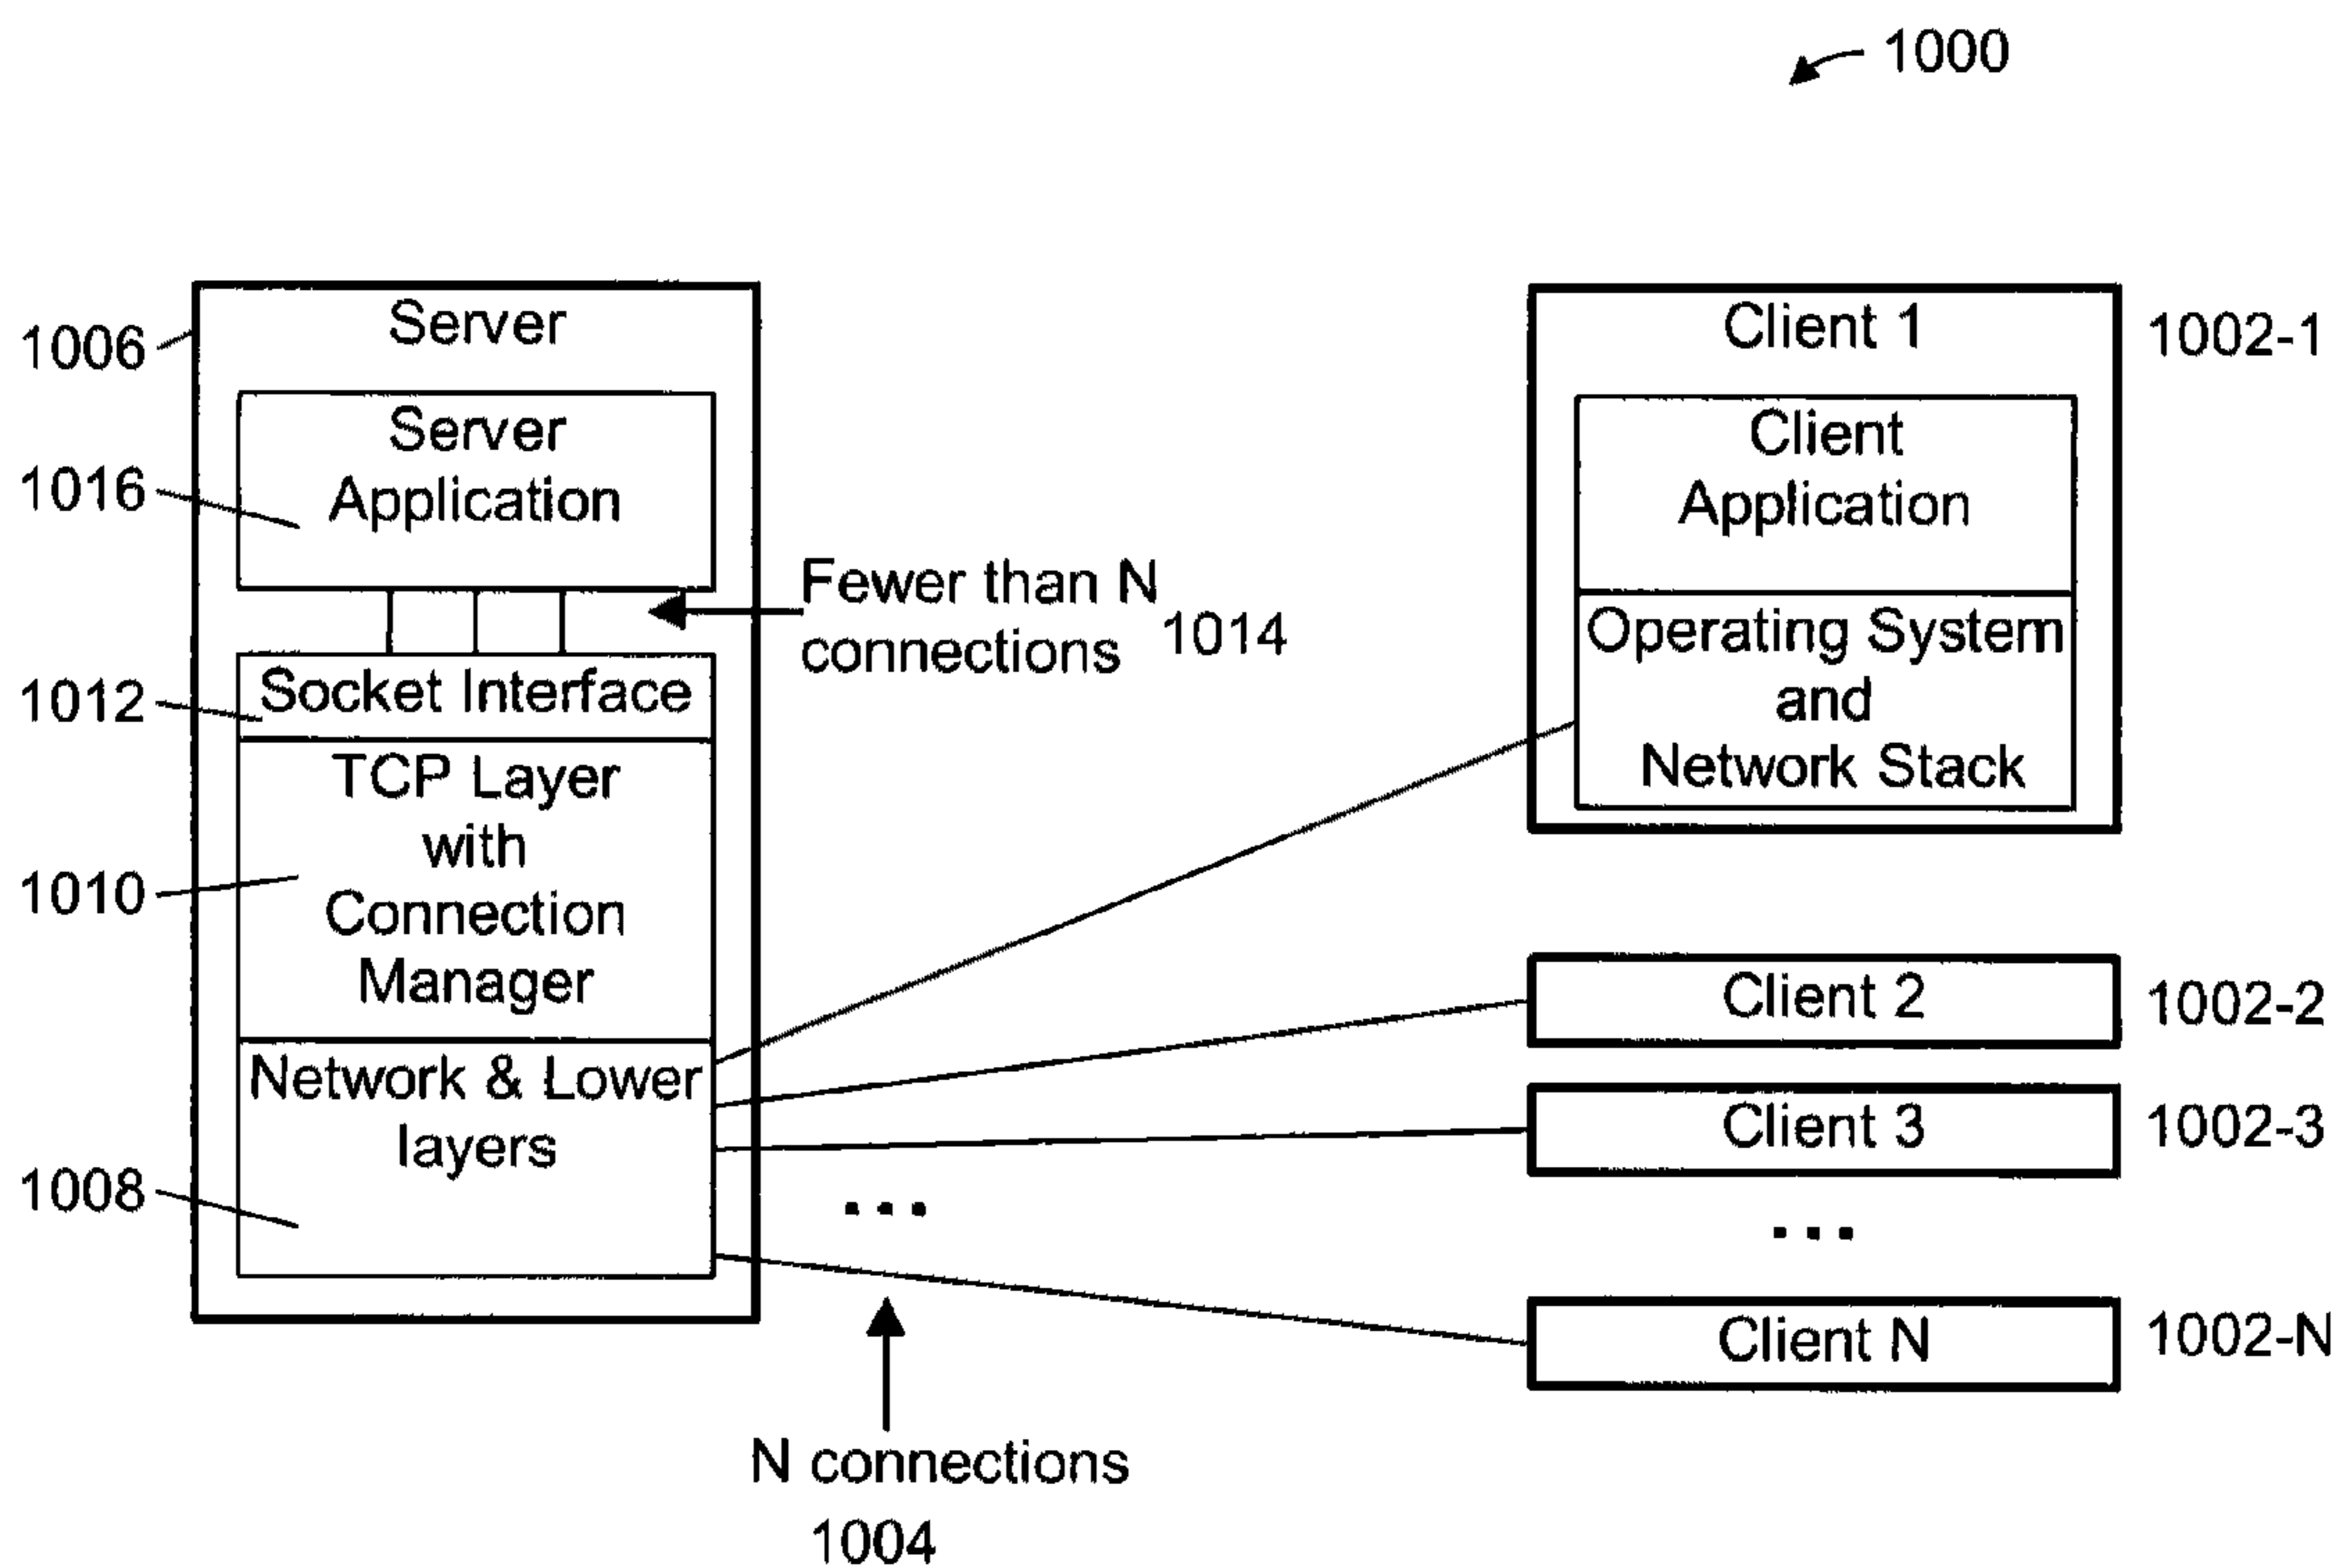 1000
1006
Server
1016
Server
Application
Fewer than N
connections
1014
1012
Socket Interface
1010
TCP Layer
with
Connection
Manager
1008
Network & Lower
layers
...
N connections
1004
Client 1
1002-1
Client
Application
Operating System
and
Network Stack
Client 2
1002-2
Client 3
1002-3
...
Client N
1002-N